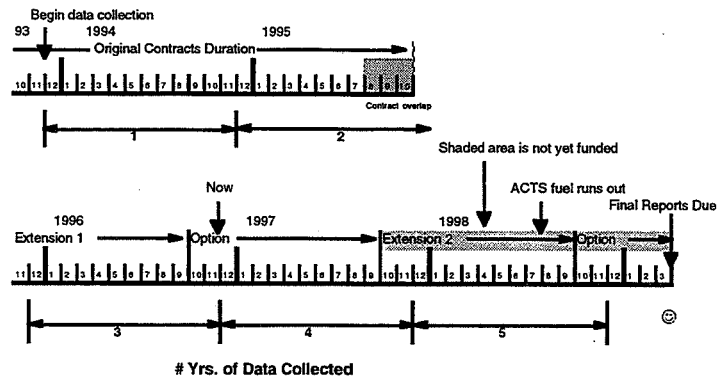 Begin data collection
93 1994 1995
Original Contracts Duration
10 11 12 1 2 3 4 5 6 7 8 9 10 11 12 1 2 3 4 5 6 7 8 9 10
Contract overlap
1 2
Shaded area is not yet funded
Now
ACTS fuel runs out
Final Reports Due
1996 1997 1998
Extension 1 Option Extension 2 Option
11 12 1 2 3 4 5 6 7 8 9 10 11 12 1 2 3 4 5 6 7 8 9 10 11 12 1 2 3 4 5 6 7 8 9 10 11 12 1 2 3
3 4 5
# Yrs. of Data Collected